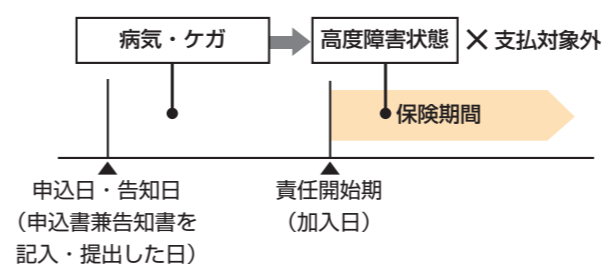 病気・ケガ
高度障害状態
×支払対象外
保険期間
申込日・告知日
（申込書兼告知書を
記入・提出した日）
責任開始期
（加入日）